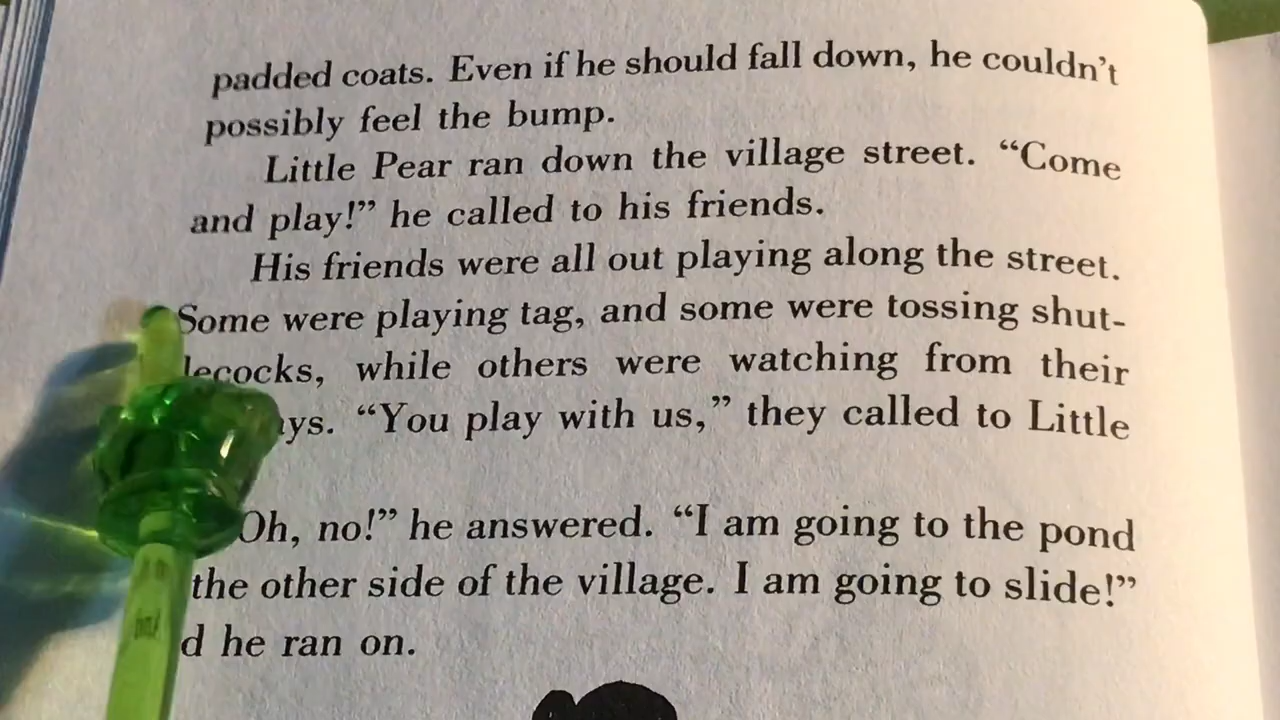 padded coats. Even if he should fall down, he couldn't
possibly feel the bump.
Little Pear ran down the village street. “Come
and play!” he called to his friends.
His friends were all out playing along the street.
Some were playing tag, and some were tossing shut-
lecocks, while others were watching from their
“You play with us,” they called to Little
Oh, no!” he answered. “I am going to the pond
the other side of the village. I am going to slide!”
he ran on.